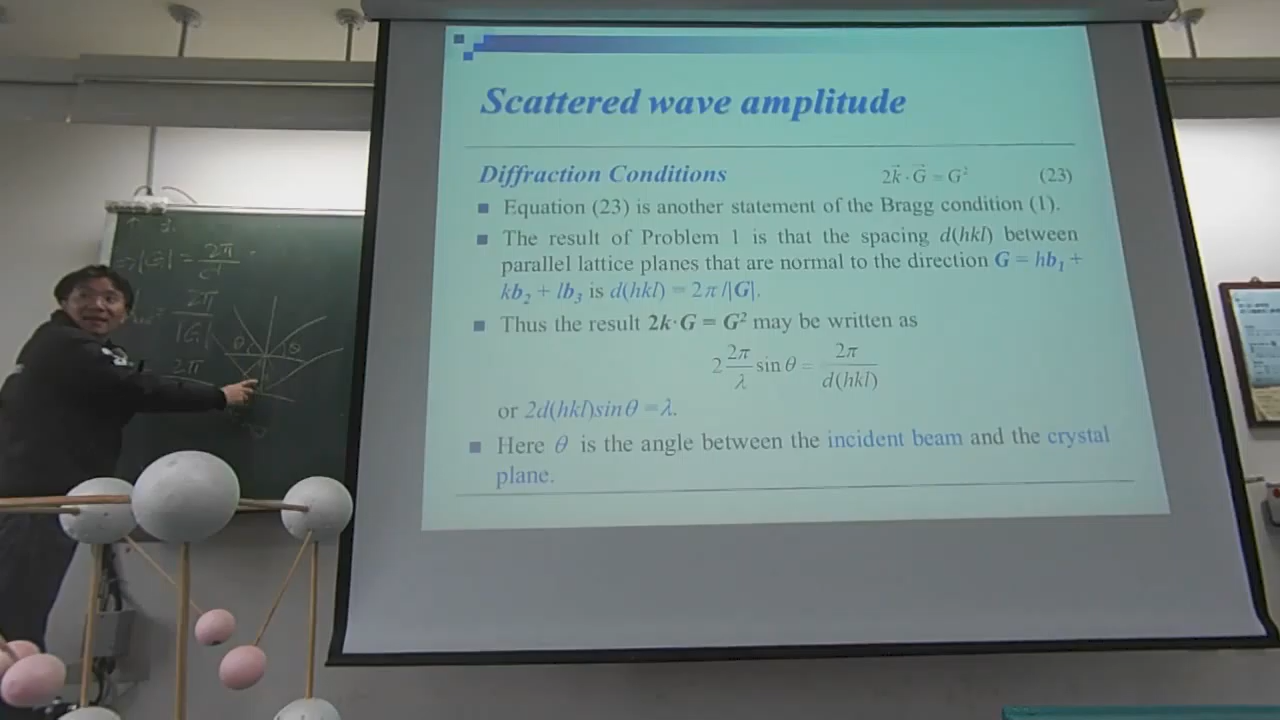 Scattered wave amplitude
Diffraction Conditions 2k⃗ · G⃗ = G² (23)
Equation (23) is another statement of the Bragg condition (1).
The result of Problem 1 is that the spacing d(hkl) between
parallel lattice planes that are normal to the direction G = hb₁ +
kb₂ + lb₃ is d(hkl) = 2π/|G|.
Thus the result 2k·G = G² may be written as
2 2π/λ sin θ = 2π/d(hkl)
or 2d(hkl)sinθ = λ.
Here θ is the angle between the incident beam and the crystal
plane.
|G| = 2π/d
2π/|G|
2π
θ θ